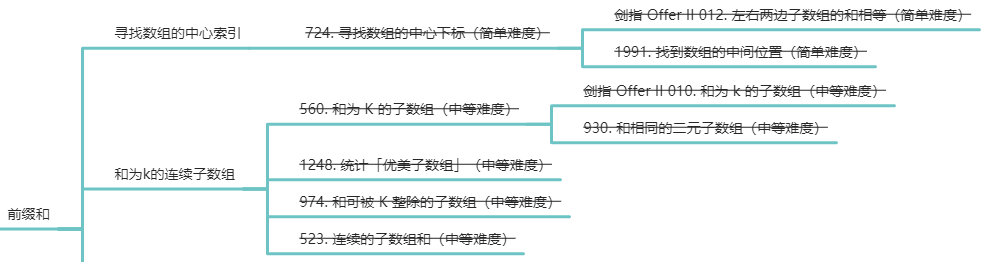 剑指 Offer II 012. 左右两边子数组的和相等（简单难度）
寻找数组的中心索引
724. 寻找数组的中心下标（简单难度）
1991. 找到数组的中间位置（简单难度）
剑指 Offer II 010. 和为 k 的子数组（中等难度）
560. 和为 K 的子数组（中等难度）
930. 和相同的二元子数组（中等难度）
1248. 统计「优美子数组」（中等难度）
和为k的连续子数组
974. 和可被 K 整除的子数组（中等难度）
前缀和
523. 连续的子数组和（中等难度）